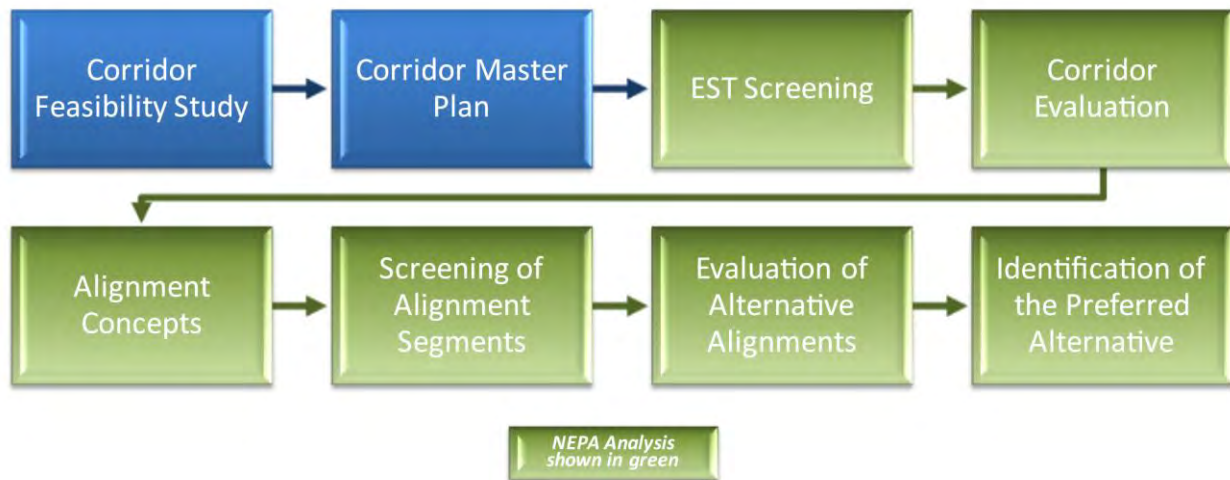 Corridor
Feasibility Study
Corridor Master
Plan
EST Screening
Corridor
Evaluation
Alignment
Concepts
Screening of
Alignment
Segments
Evaluation of
Alternative
Alignments
Identification of
the Preferred
Alternative
NEPA Analysis
shown in green